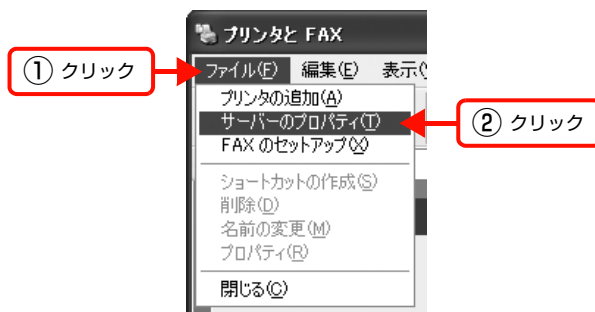 プリンタと FAX
① クリック
ファイル(F) 編集(E) 表示(
プリンタの追加(A)
サーバーのプロパティ(T)
② クリック
FAX のセットアップ(X)
ショートカットの作成(S)
削除(D)
名前の変更(M)
プロパティ(R)
閉じる(C)